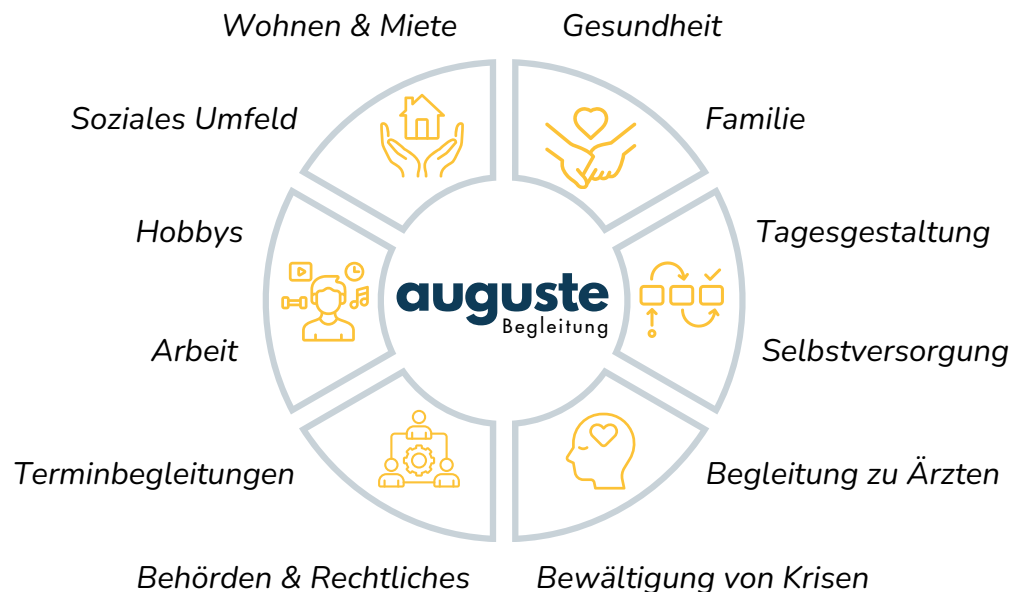 Wohnen & Miete
Gesundheit
Soziales Umfeld
Familie
Hobbys
Tagesgestaltung
auguste
Begleitung
Arbeit
Selbstversorgung
Terminbegleitungen
Begleitung zu Ärzten
Behörden & Rechtliches
Bewältigung von Krisen